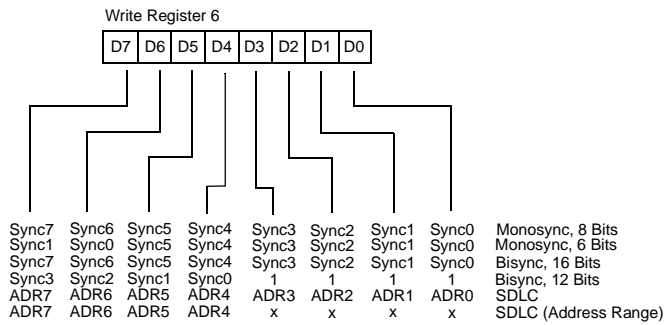 Write Register 6
D7 D6 D5 D4 D3 D2 D1 D0
Sync7 Sync6 Sync5 Sync4 Sync3 Sync2 Sync1 Sync0 Monosync, 8 Bits
Sync1 Sync0 Sync5 Sync4 Sync3 Sync2 Sync1 Sync0 Monosync, 6 Bits
Sync7 Sync6 Sync5 Sync4 Sync3 Sync2 Sync1 Sync0 Bisync, 16 Bits
Sync3 Sync2 Sync1 Sync0 1 1 1 1 Bisync, 12 Bits
ADR7 ADR6 ADR5 ADR4 ADR3 ADR2 ADR1 ADR0 SDLC
ADR7 ADR6 ADR5 ADR4 x x x x SDLC (Address Range)